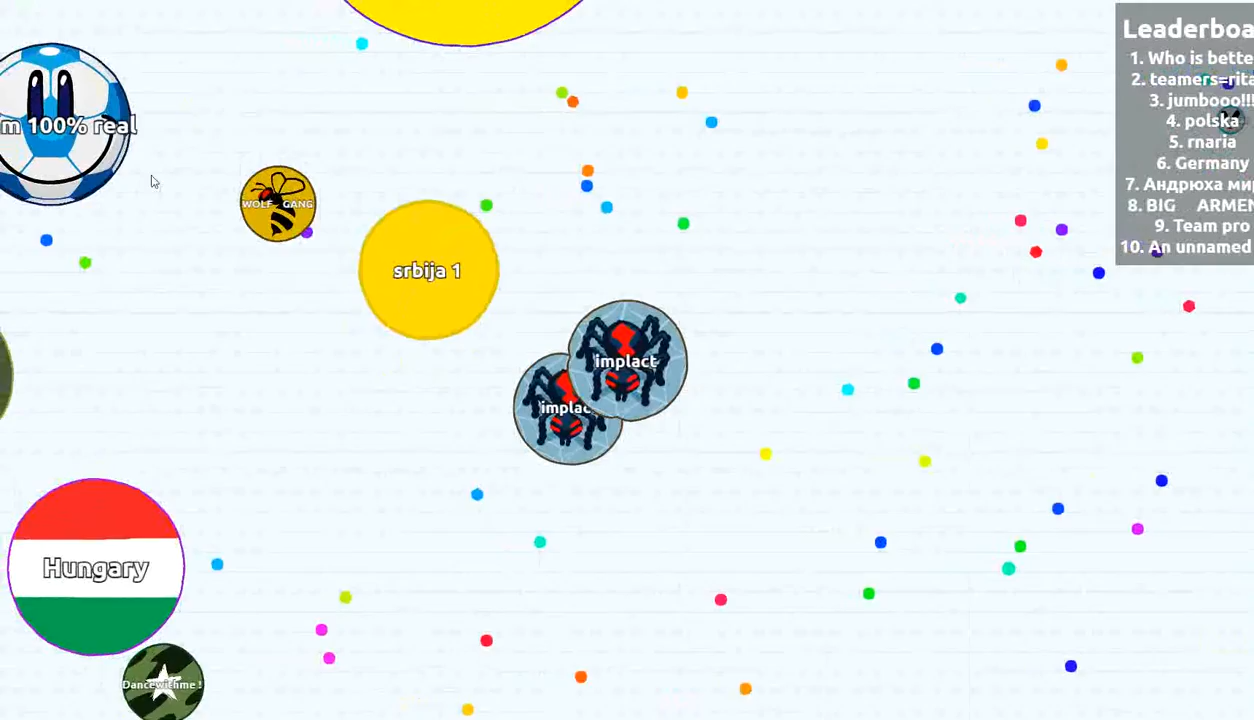 Leaderboa
1. Who is bette
2. teamers=rita
3. jumbooo!!!
4. polska
5. rnaria
6. Germany
7. Андрюха ми
8. BIG ARMEN
9. Team pro
10. An unnamed
m 100% real
WOLF GANG
srbija 1
implact
implac
Hungary
Dancewithme !